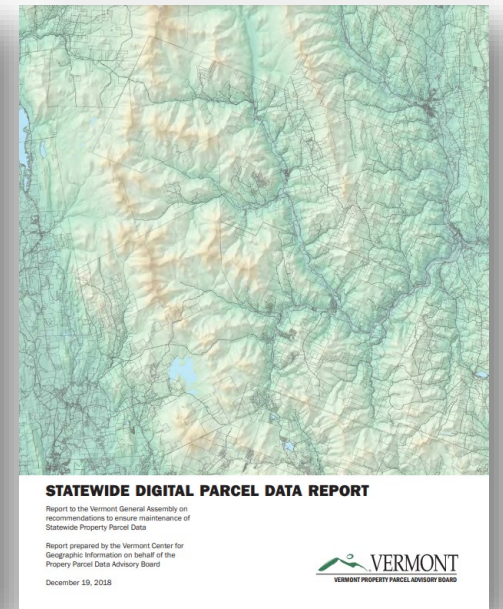 STATEWIDE DIGITAL PARCEL DATA REPORT
Report to the Vermont General Assembly on
recommendations to ensure maintenance of
Statewide Property Parcel Data
Report prepared by the Vermont Center for
Geographic Information on behalf of the
Propery Parcel Data Advisory Board
December 19, 2018
VERMONT
VERMONT PROPERTY PARCEL ADVISORY BOARD